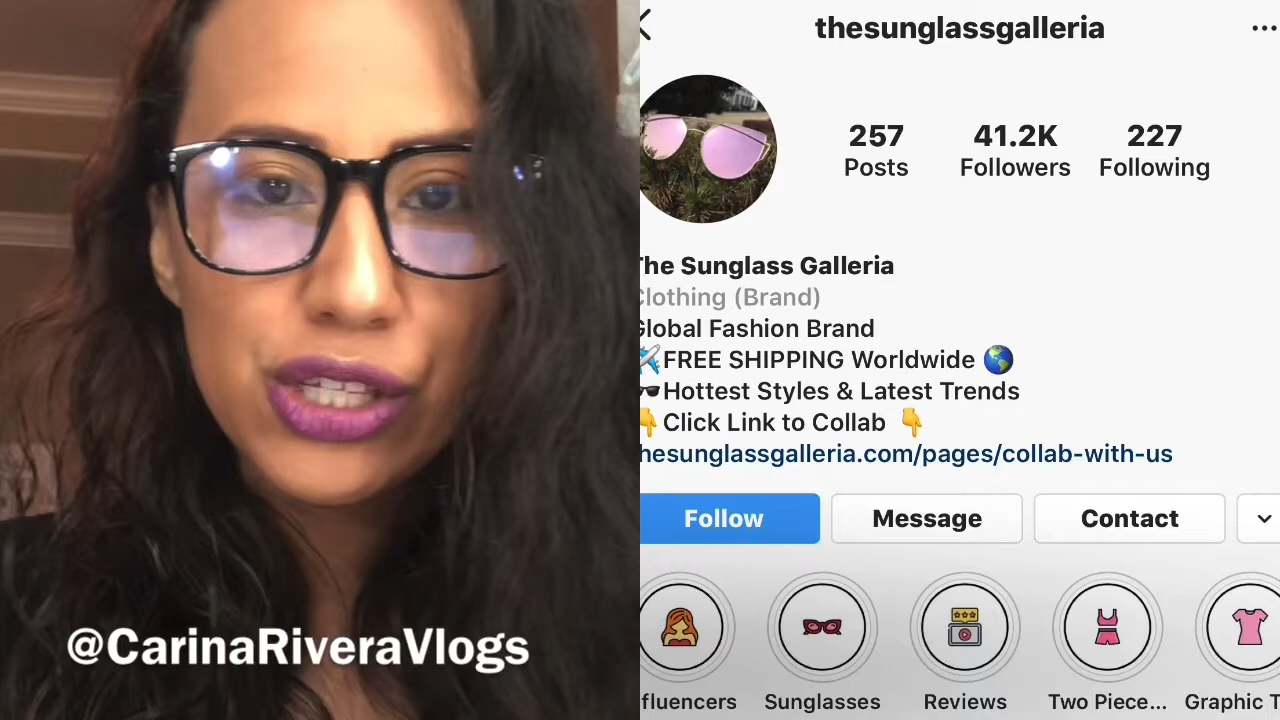 @CarinaRiveraVlogs
thesunglassgalleria
257
Posts
41.2K
Followers
227
Following
The Sunglass Galleria
Clothing (Brand)
Global Fashion Brand
FREE SHIPPING Worldwide
Hottest Styles & Latest Trends
Click Link to Collab
hesunglassgalleria.com/pages/collab-with-us
Follow
Message
Contact
fluencers
Sunglasses
Reviews
Two Piece...
Graphic T